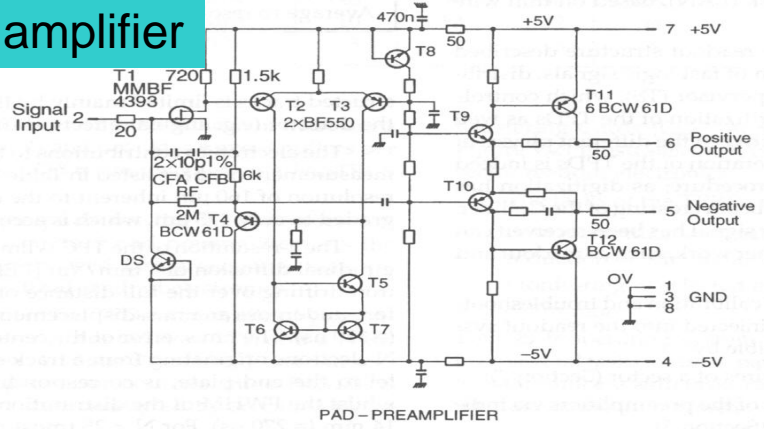 amplifier
470n
+5V
7 +5V
50
T8
T1
MMBF
4393
720
1.5k
T2 T3
2×BF550
T11
6 BCW 61D
Signal
Input 2
20
T9
6 Positive
Output
50
2×10p1%
CFA CFB
6k
RF
2M
T10
5 Negative
Output
50
T4
BCW 61D
DS
T12
BCW 61D
T5
0V
1
3
8
GND
T6 T7
–5V
4 –5V
PAD-PREAMPLIFIER